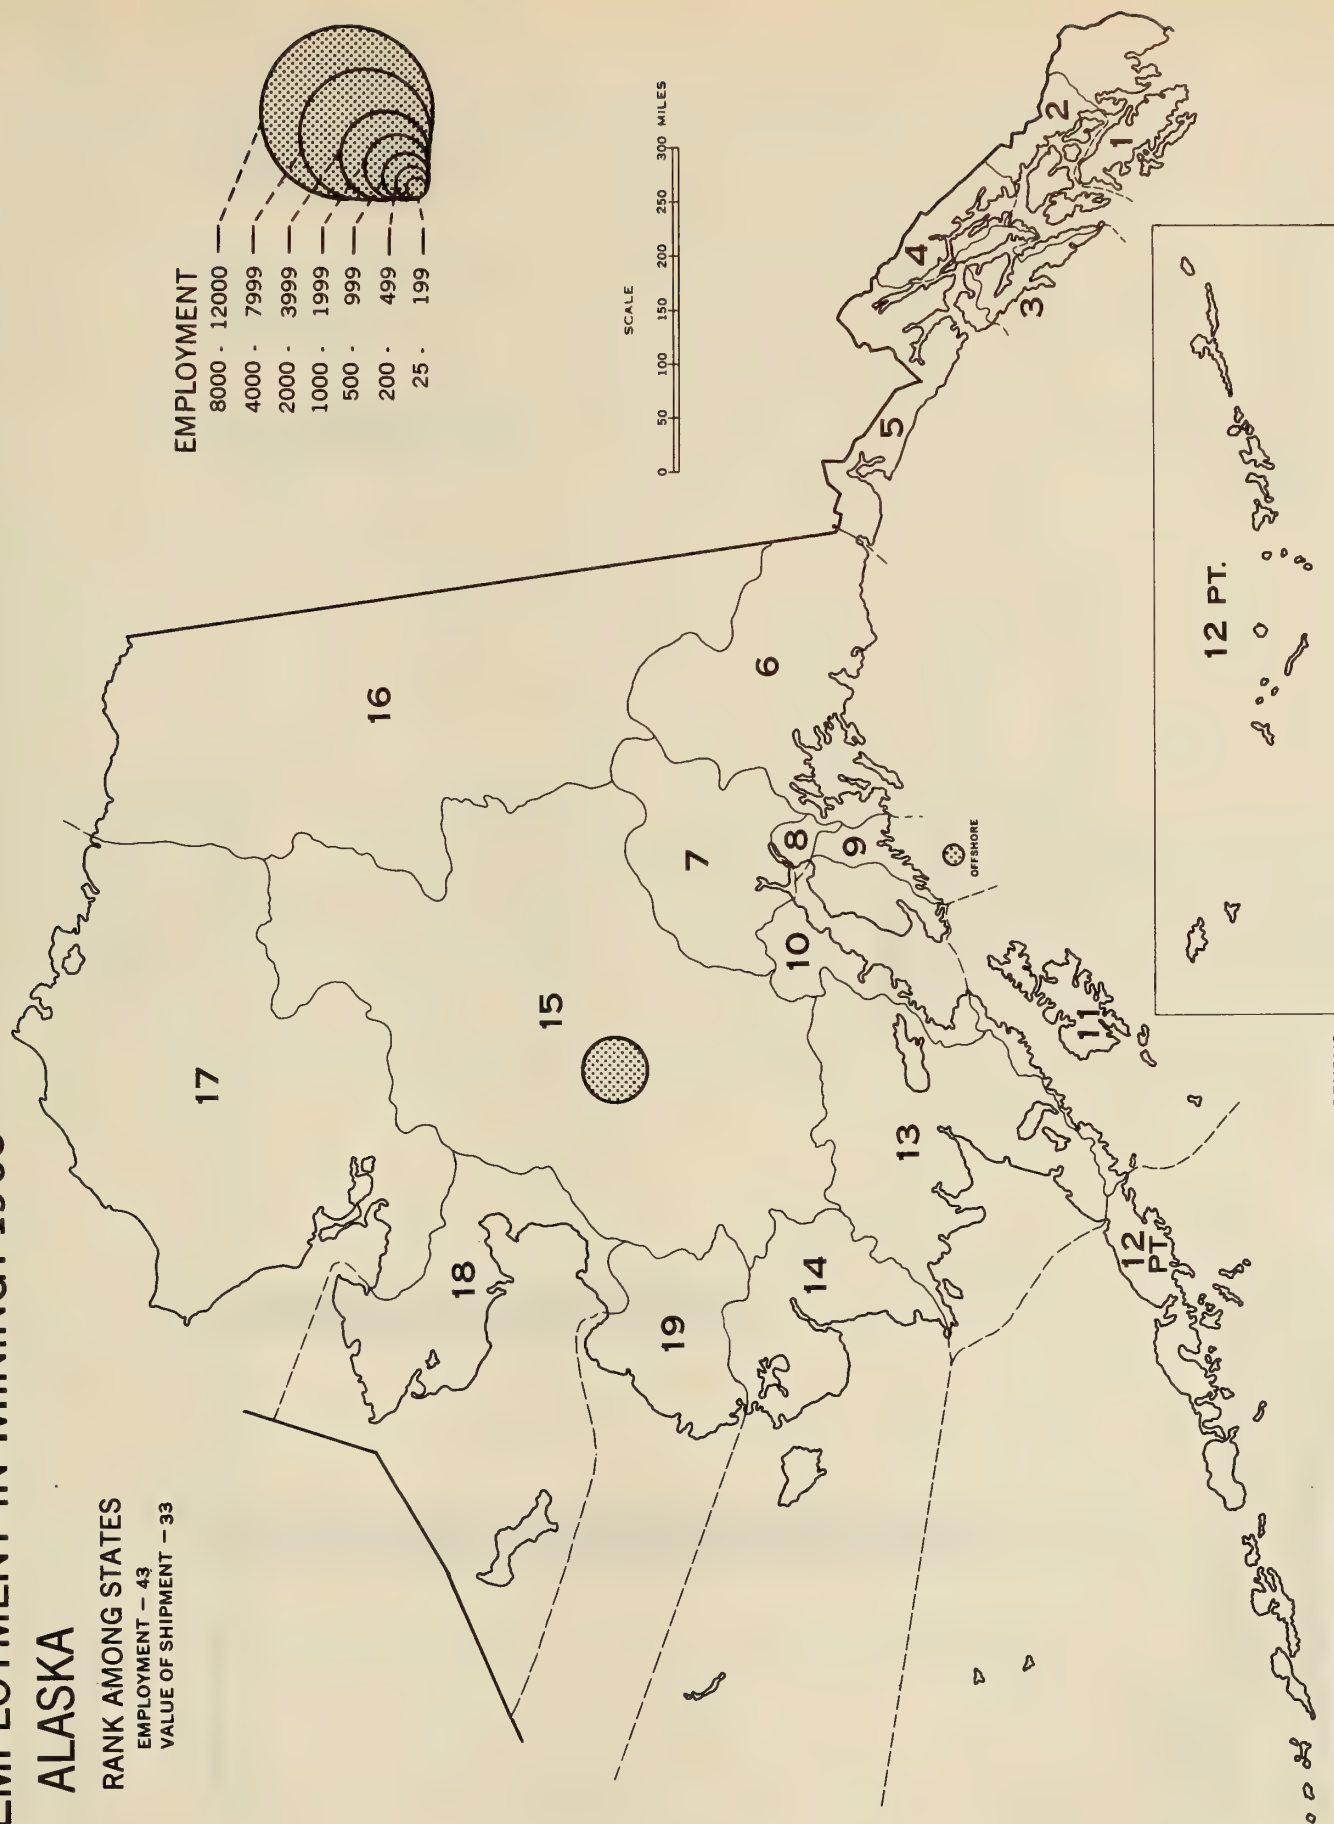 ALASKA
RANK AMONG STATES
EMPLOYMENT – 43
VALUE OF SHIPMENT – 33
EMPLOYMENT
8000 - 12000
4000 - 7999
2000 - 3999
1000 - 1999
500 - 999
200 - 499
25 - 199
SCALE
0 50 100 150 200 250 300 MILES
1
2
3
4
5
6
7
8
9
10
11
12 PT.
12 PT.
13
14
15
16
17
18
19
OFFSHORE